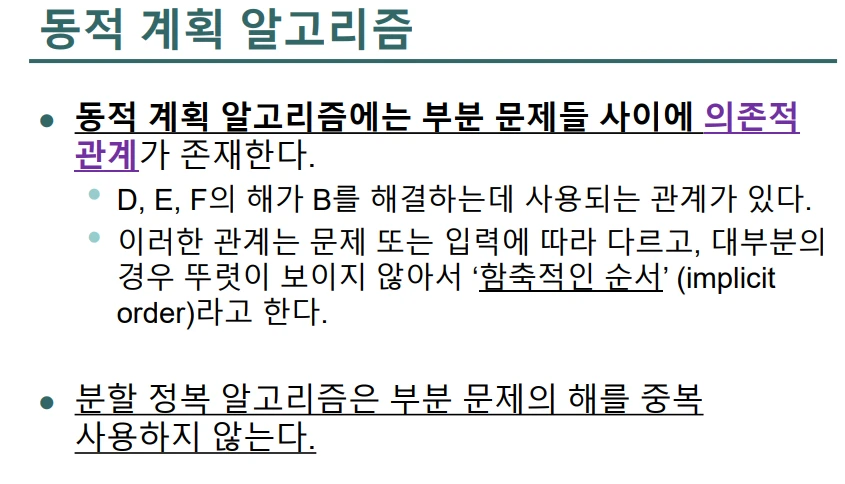 동적 계획 알고리즘
동적 계획 알고리즘에는 부분 문제들 사이에 의존적
관계가 존재한다.
D, E, F의 해가 B를 해결하는데 사용되는 관계가 있다.
이러한 관계는 문제 또는 입력에 따라 다르고, 대부분의
경우 뚜렷이 보이지 않아서 ‘함축적인 순서’ (implicit
order)라고 한다.
분할 정복 알고리즘은 부분 문제의 해를 중복
사용하지 않는다.